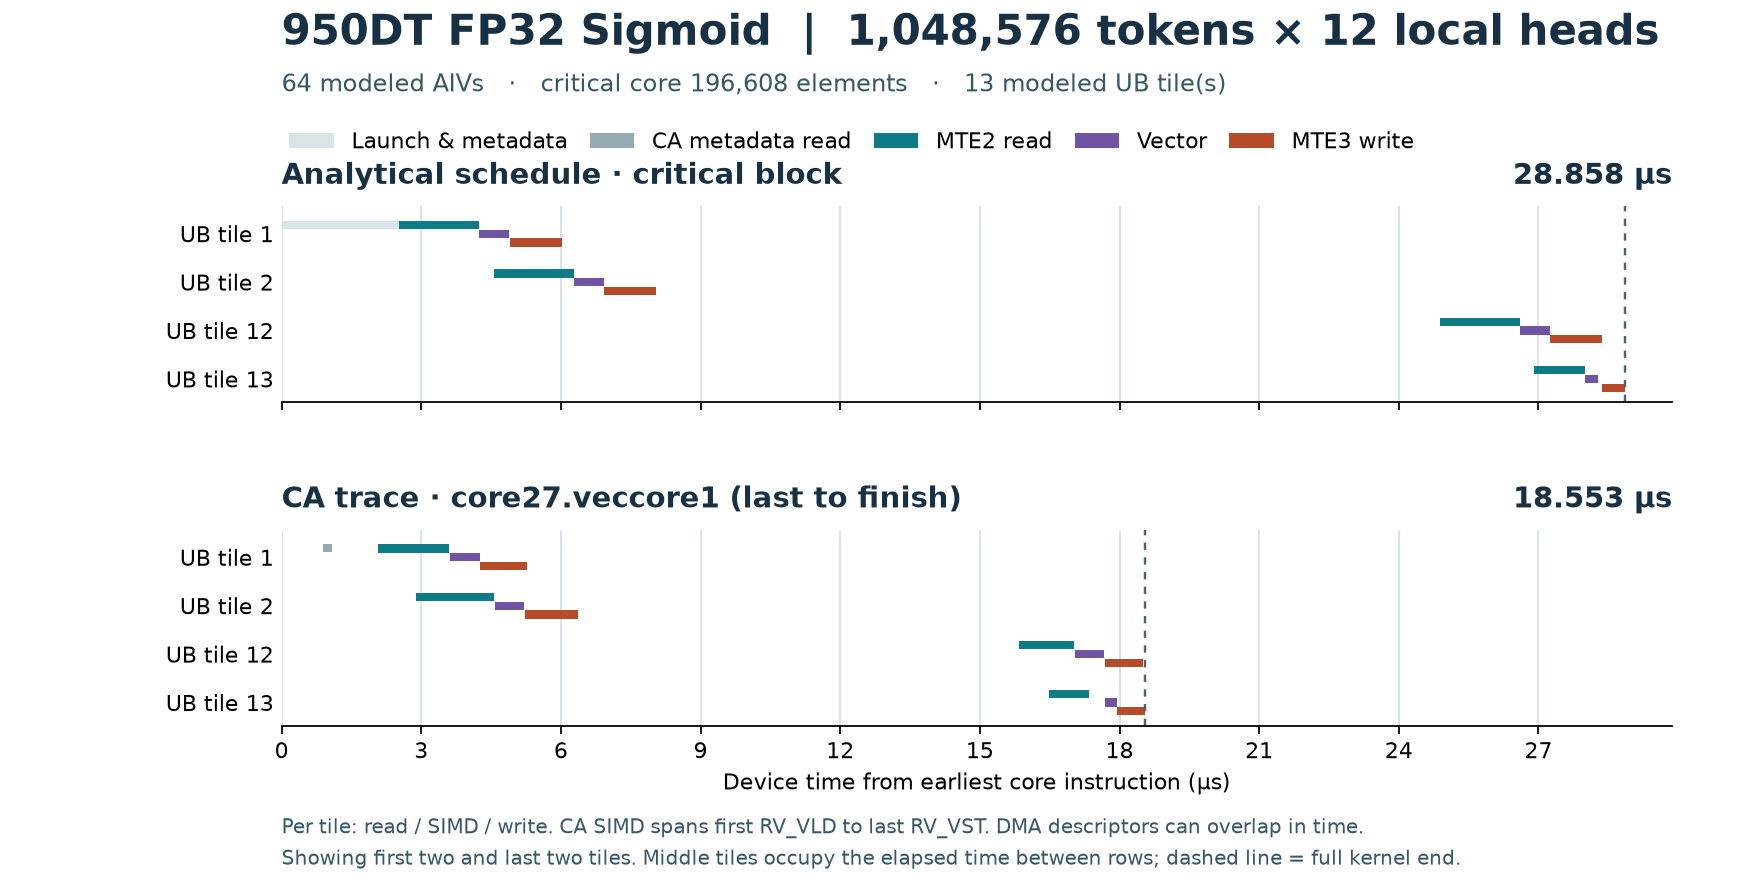 950DT FP32 Sigmoid | 1,048,576 tokens × 12 local heads
64 modeled AIVs · critical core 196,608 elements · 13 modeled UB tile(s)
Launch & metadata CA metadata read MTE2 read Vector MTE3 write
Analytical schedule · critical block 28.858 µs
UB tile 1
UB tile 2
UB tile 12
UB tile 13
CA trace · core27.veccore1 (last to finish) 18.553 µs
UB tile 1
UB tile 2
UB tile 12
UB tile 13
0 3 6 9 12 15 18 21 24 27
Device time from earliest core instruction (µs)
Per tile: read / SIMD / write. CA SIMD spans first RV_VLD to last RV_VST. DMA descriptors can overlap in time.
Showing first two and last two tiles. Middle tiles occupy the elapsed time between rows; dashed line = full kernel end.